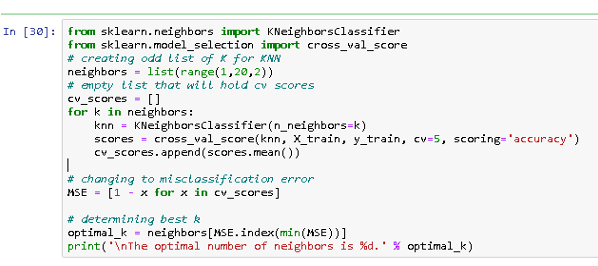 In [30]: from sklearn.neighbors import KNeighborsClassifier
from sklearn.model_selection import cross_val_score
# creating odd list of K for KNN
neighbors = list(range(1,20,2))
# empty list that will hold cv scores
cv_scores = []
for k in neighbors:
    knn = KNeighborsClassifier(n_neighbors=k)
    scores = cross_val_score(knn, X_train, y_train, cv=5, scoring='accuracy')
    cv_scores.append(scores.mean())
# changing to misclassification error
MSE = [1 - x for x in cv_scores]
# determining best k
optimal_k = neighbors[MSE.index(min(MSE))]
print('\nThe optimal number of neighbors is %d.' % optimal_k)